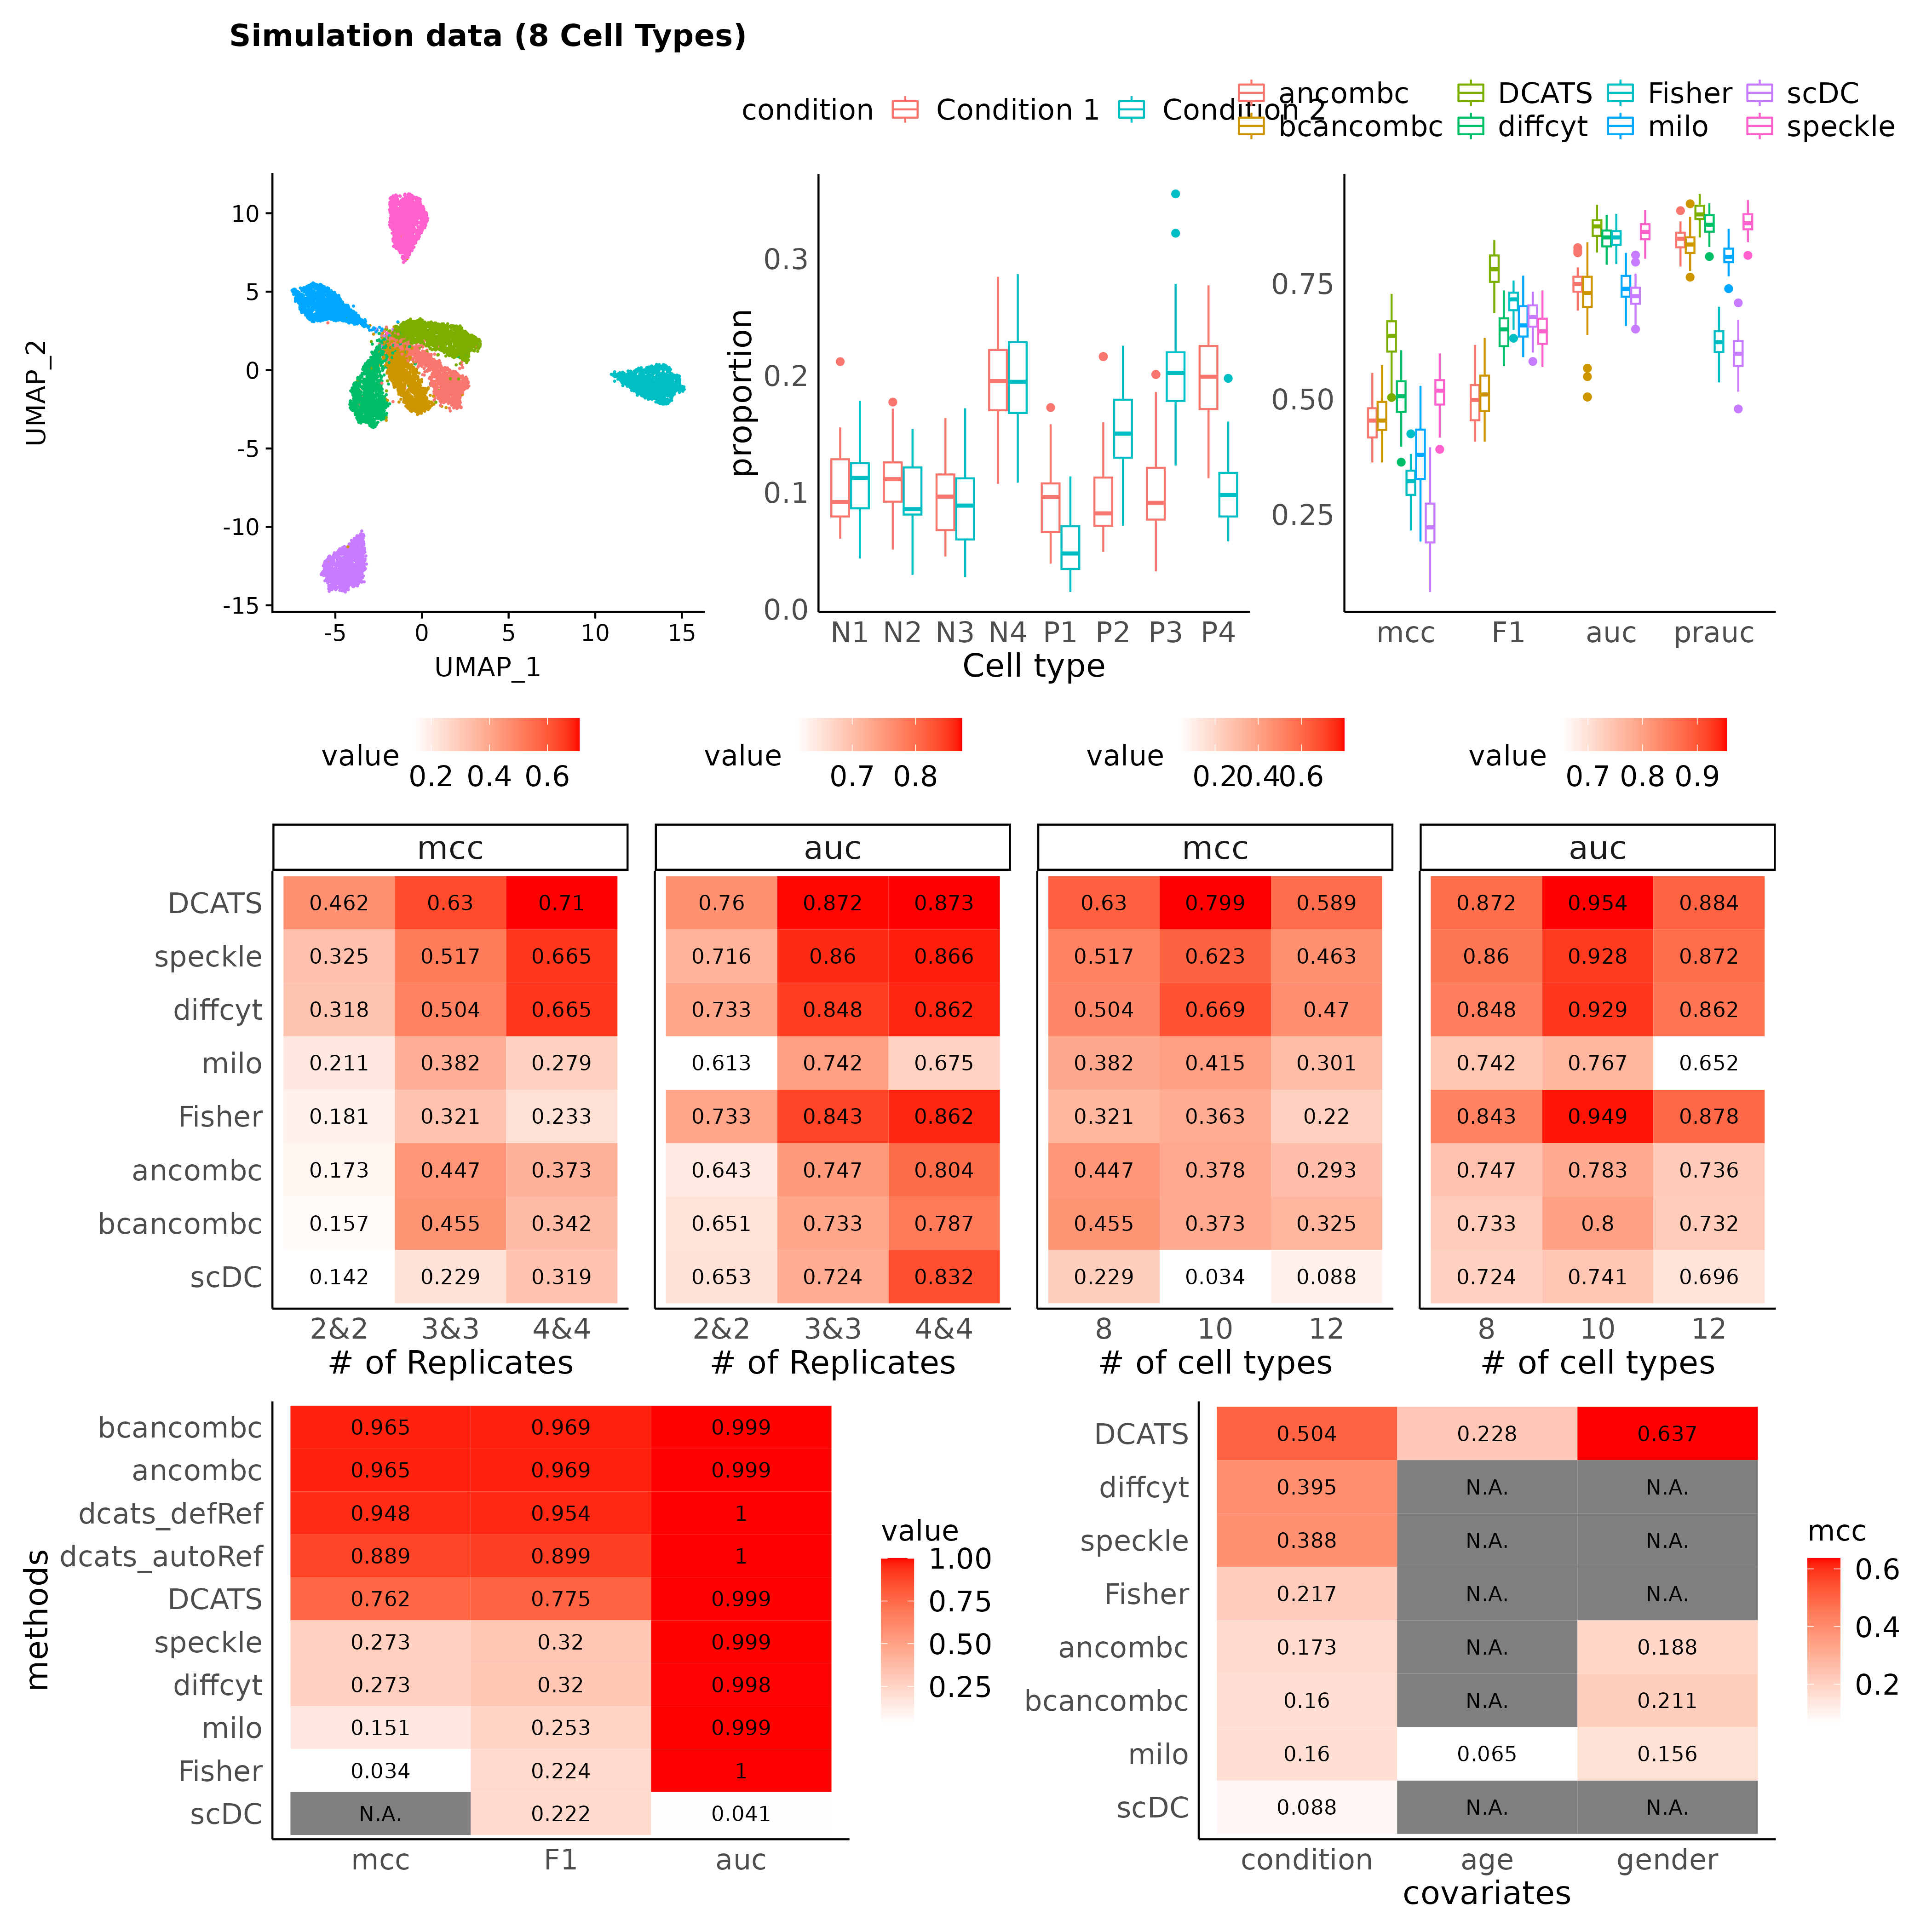 Simulation data (8 Cell Types)
condition Condition 1 Condition 2
ancombc DCATS Fisher scDC
bcancombc diffcyt milo speckle
UMAP_2
10
5
0
-5
-10
-15
-5 0 5 10 15
UMAP_1
proportion
0.3
0.2
0.1
0.0
N1 N2 N3 N4 P1 P2 P3 P4
Cell type
0.75
0.50
0.25
mcc F1 auc prauc
value 0.2 0.4 0.6
value 0.7 0.8
value 0.2 0.4 0.6
value 0.7 0.8 0.9
mcc auc mcc auc
DCATS 0.462 0.63 0.71 0.76 0.872 0.873 0.63 0.799 0.589 0.872 0.954 0.884
speckle 0.325 0.517 0.665 0.716 0.86 0.866 0.517 0.623 0.463 0.86 0.928 0.872
diffcyt 0.318 0.504 0.665 0.733 0.848 0.862 0.504 0.669 0.47 0.848 0.929 0.862
milo 0.211 0.382 0.279 0.613 0.742 0.675 0.382 0.415 0.301 0.742 0.767 0.652
Fisher 0.181 0.321 0.233 0.733 0.843 0.862 0.321 0.363 0.22 0.843 0.949 0.878
ancombc 0.173 0.447 0.373 0.643 0.747 0.804 0.447 0.378 0.293 0.747 0.783 0.736
bcancombc 0.157 0.455 0.342 0.651 0.733 0.787 0.455 0.373 0.325 0.733 0.8 0.732
scDC 0.142 0.229 0.319 0.653 0.724 0.832 0.229 0.034 0.088 0.724 0.741 0.696
2&2 3&3 4&4 2&2 3&3 4&4 8 10 12 8 10 12
# of Replicates # of Replicates # of cell types # of cell types
methods
bcancombc 0.965 0.969 0.999
ancombc 0.965 0.969 0.999
dcats_defRef 0.948 0.954 1
dcats_autoRef 0.889 0.899 1
DCATS 0.762 0.775 0.999
speckle 0.273 0.32 0.999
diffcyt 0.273 0.32 0.998
milo 0.151 0.253 0.999
Fisher 0.034 0.224 1
scDC N.A. 0.222 0.041
mcc F1 auc
value
1.00
0.75
0.50
0.25
DCATS 0.504 0.228 0.637
diffcyt 0.395 N.A. N.A.
speckle 0.388 N.A. N.A.
Fisher 0.217 N.A. N.A.
ancombc 0.173 N.A. 0.188
bcancombc 0.16 N.A. 0.211
milo 0.16 0.065 0.156
scDC 0.088 N.A. N.A.
condition age gender
covariates
mcc
0.6
0.4
0.2